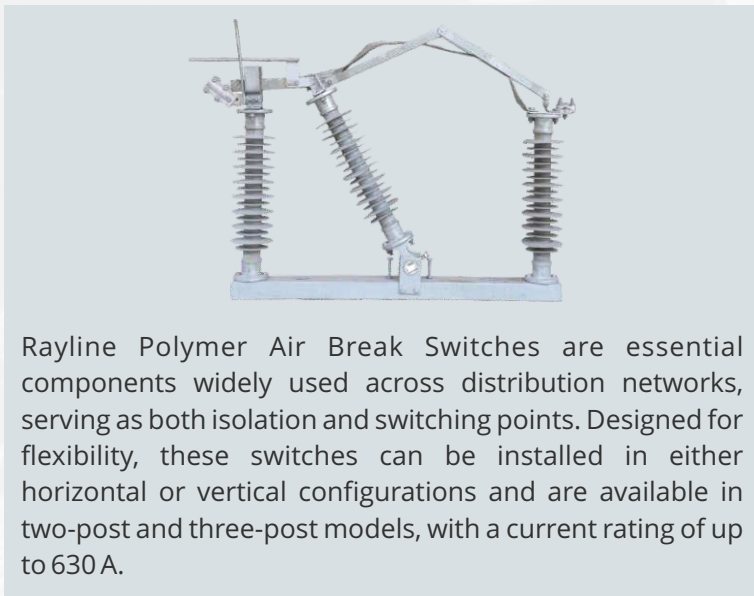 Rayline Polymer Air Break Switches are essential
components widely used across distribution networks,
serving as both isolation and switching points. Designed for
flexibility, these switches can be installed in either
horizontal or vertical configurations and are available in
two-post and three-post models, with a current rating of up
to 630 A.